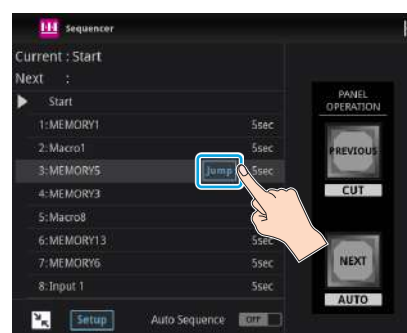 Sequencer
Current : Start
Next :
Start
1:MEMORY1 5sec
2:Macro1 5sec
3:MEMORY5 Jump 5sec
4:MEMORY3
5:Macro8
6:MEMORY13 5sec
7:MEMORY6 5sec
8:Input 1 5sec
Setup Auto Sequence OFF
PANEL
OPERATION
PREVIOUS
CUT
NEXT
AUTO